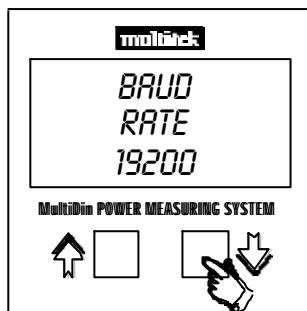 multitek
BAUD
RATE
19200
MultiDin POWER MEASURING SYSTEM